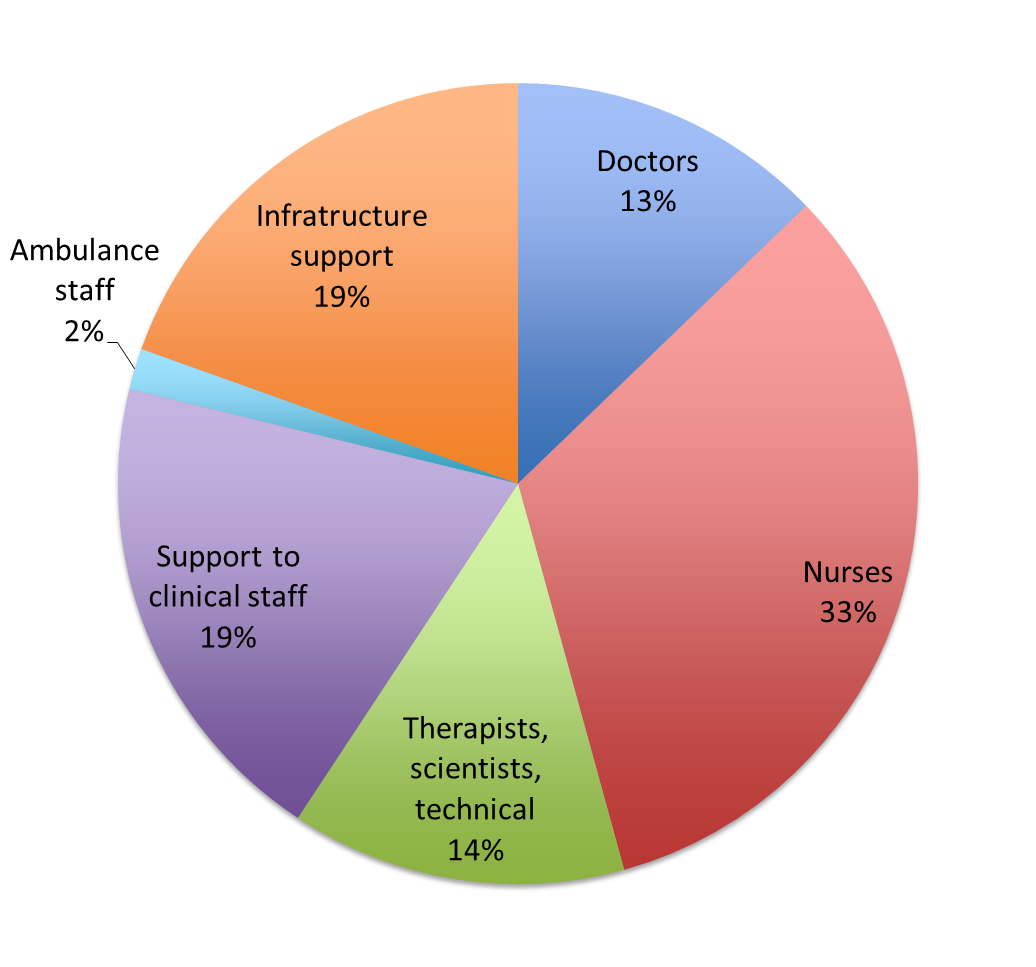 Doctors
13%
Nurses
33%
Therapists,
scientists,
technical
14%
Support to
clinical staff
19%
Ambulance
staff
2%
Infratructure
support
19%